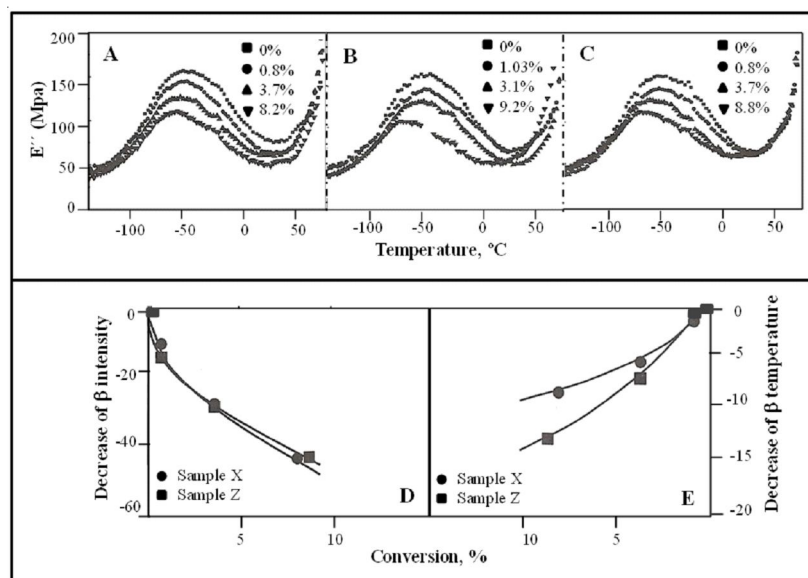 A
■ 0%
● 0.8%
▲ 3.7%
▼ 8.2%
B
■ 0%
● 1.03%
▲ 3.1%
▼ 9.2%
C
■ 0%
● 0.8%
▲ 3.7%
▼ 8.8%
E´´ (Mpa)
200
150
100
50
0
-100 -50 0 50 -100 -50 0 50 -100 -50 0 50
Temperature, ºC
Decrease of β intensity
0
-20
-40
-60
● Sample X
■ Sample Z
D
5 10
● Sample X
■ Sample Z
E
10 5
0
-5
-10
-15
-20
Decrease of β temperature
Conversion, %